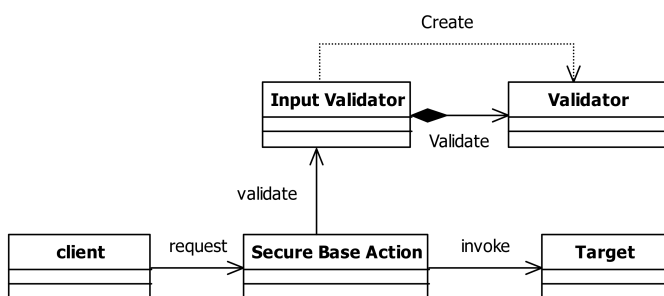 Create
Input Validator
Validator
Validate
validate
client
request
Secure Base Action
invoke
Target